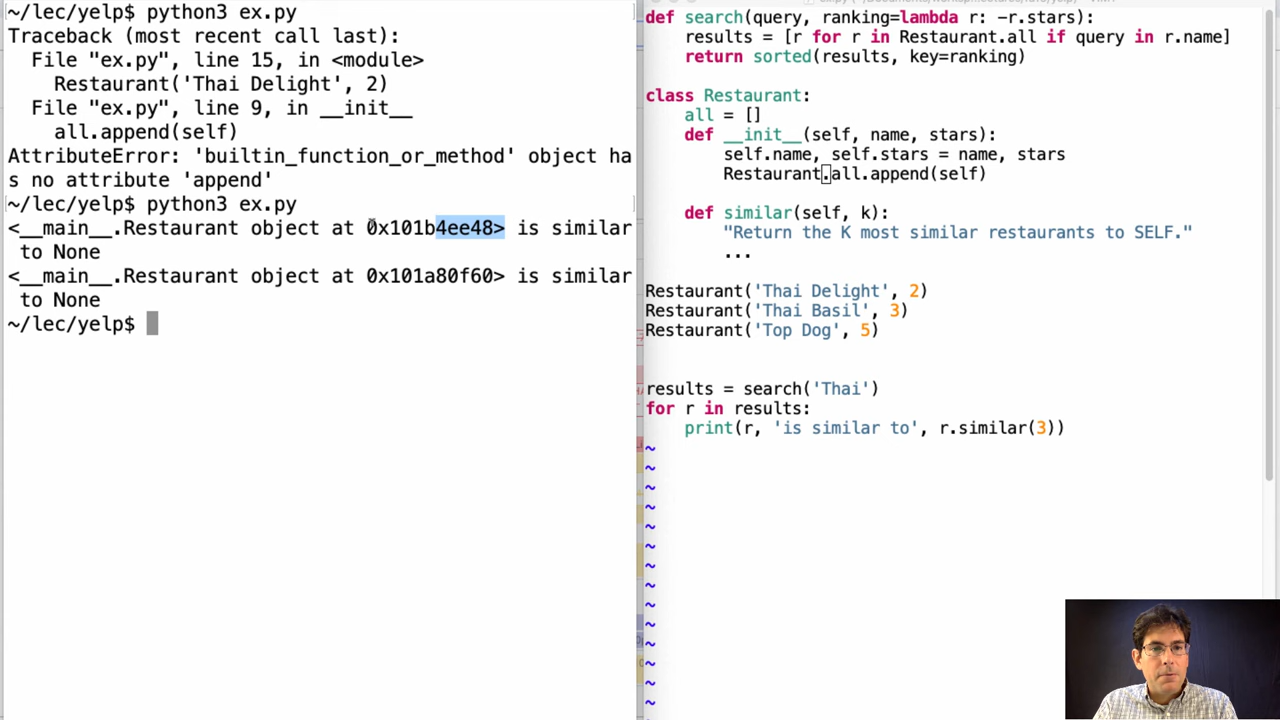 ~/lec/yelp$ python3 ex.py
Traceback (most recent call last):
  File "ex.py", line 15, in <module>
    Restaurant('Thai Delight', 2)
  File "ex.py", line 9, in __init__
    all.append(self)
AttributeError: 'builtin_function_or_method' object ha
s no attribute 'append'
~/lec/yelp$ python3 ex.py
<__main__.Restaurant object at 0x101b4ee48> is similar
 to None
<__main__.Restaurant object at 0x101a80f60> is similar
 to None
~/lec/yelp$
def search(query, ranking=lambda r: -r.stars):
    results = [r for r in Restaurant.all if query in r.name]
    return sorted(results, key=ranking)
class Restaurant:
    all = []
    def __init__(self, name, stars):
        self.name, self.stars = name, stars
        Restaurant.all.append(self)
    def similar(self, k):
        "Return the K most similar restaurants to SELF."
        ...
Restaurant('Thai Delight', 2)
Restaurant('Thai Basil', 3)
Restaurant('Top Dog', 5)
results = search('Thai')
for r in results:
    print(r, 'is similar to', r.similar(3))
~
~
~
~
~
~
~
~
~
~
~
~
~
~